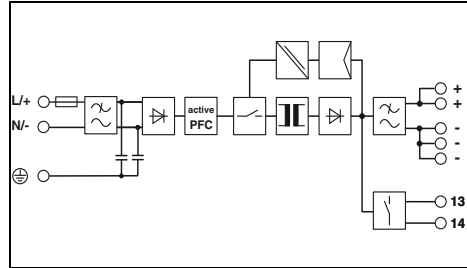 L/+
N/-
active
PFC
+
+
-
-
-
13
14